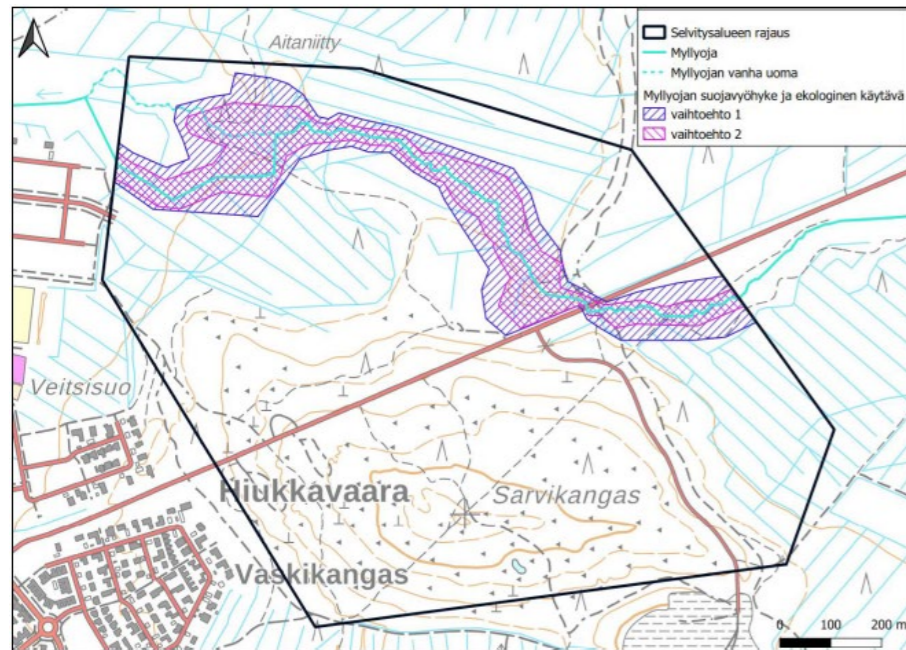 Aitaniitty
Selvitysalueen rajaus
Myllyoja
Myllyojan vanha uoma
Myllyojan suojavyöhyke ja ekologinen käytävä
vaihtoehto 1
vaihtoehto 2
Veitsisuo
Hiukkavaara
Sarvikangas
Vaskikangas
0 100 200 m